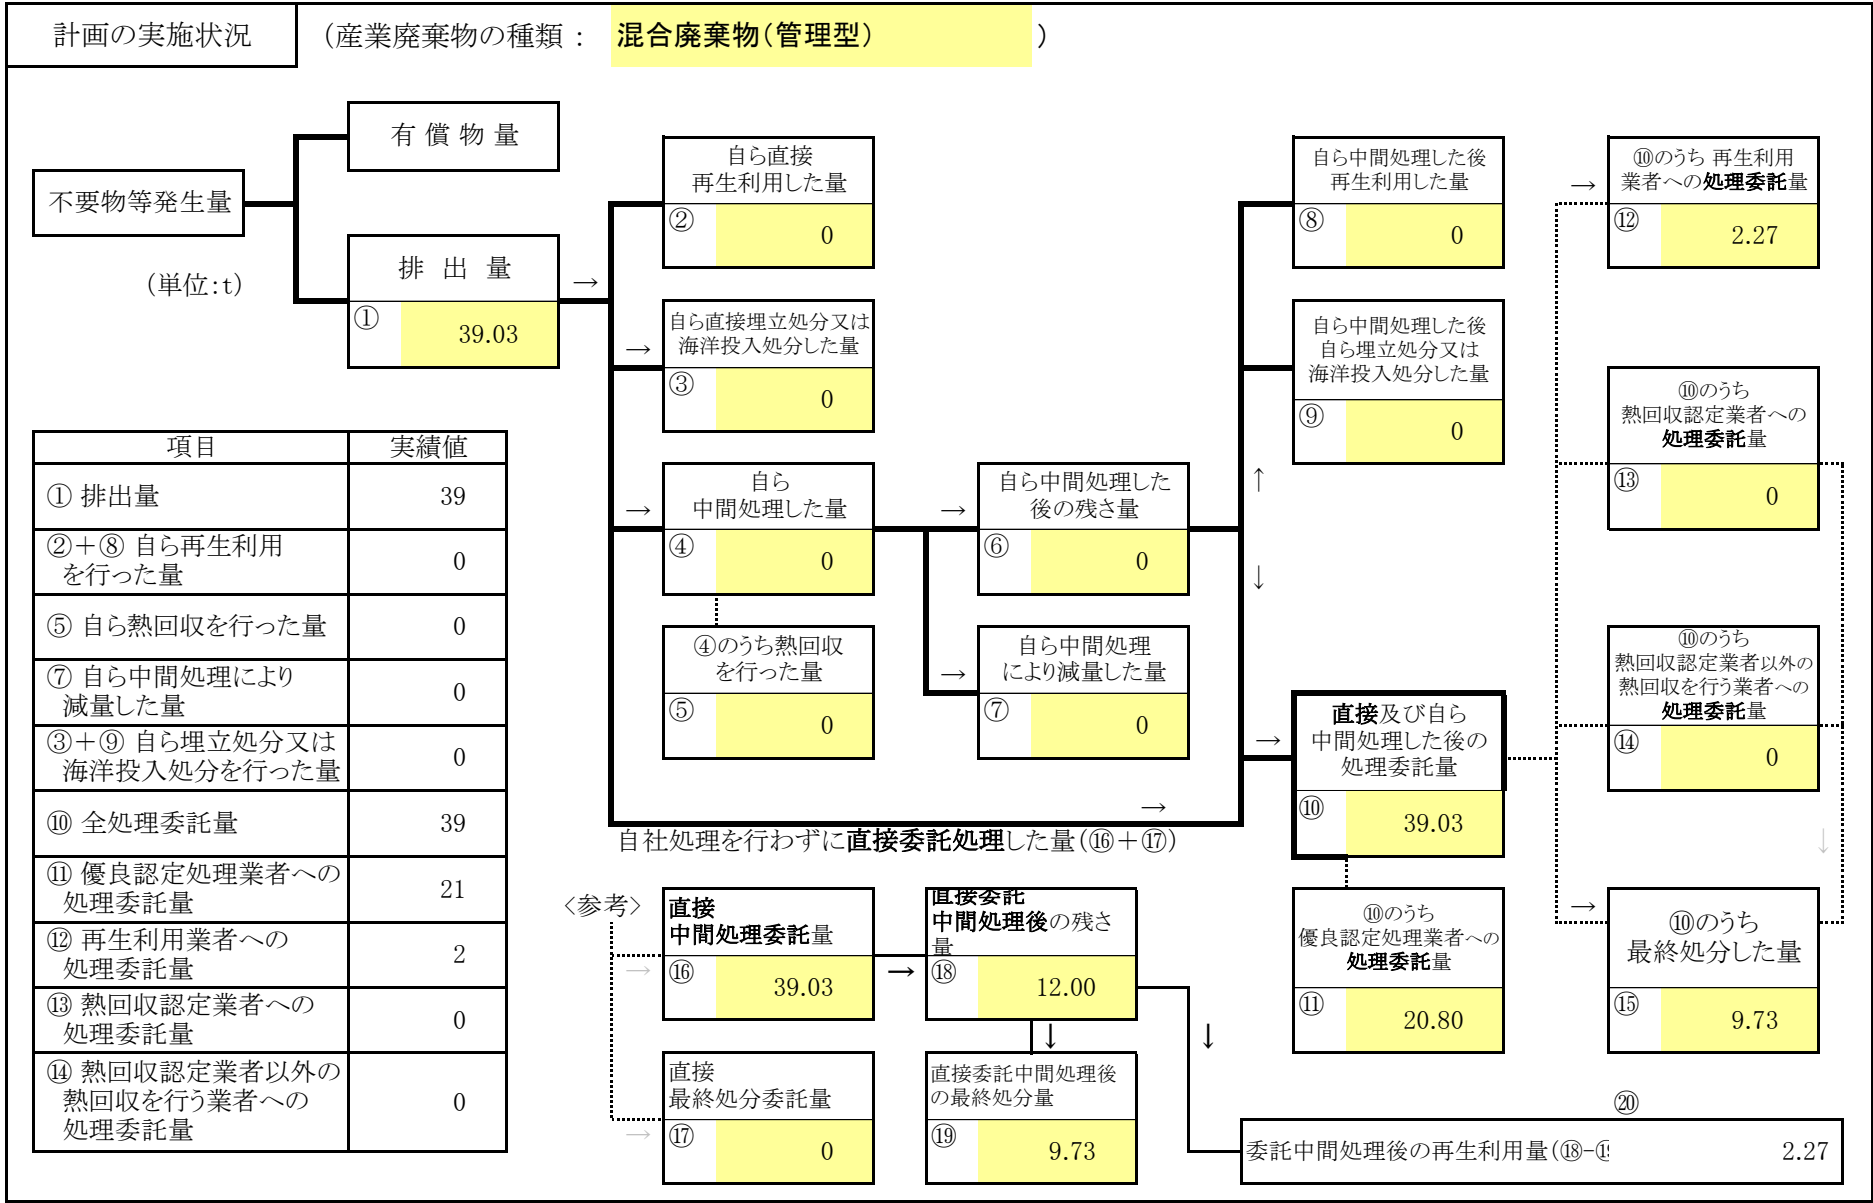 計画の実施状況
（産業廃棄物の種類： 混合廃棄物（管理型） ）
有 償 物 量
不要物等発生量
（単位：t）
排 出 量
→
① 39.03
自ら直接
再生利用した量
② 0
→
自ら直接埋立処分又は
海洋投入処分した量
③ 0
→
自ら
中間処理した量
④ 0
④のうち熱回収
を行った量
⑤ 0
→
自ら中間処理した
後の残さ量
⑥ 0
→
自ら中間処理
により減量した量
⑦ 0
↑
↓
自ら中間処理した後
再生利用した量
⑧ 0
自ら中間処理した後
自ら埋立処分又は
海洋投入処分した量
⑨ 0
→
直接及び自ら
中間処理した後の
処理委託量
⑩ 39.03
⑩のうち
優良認定処理業者への
処理委託量
⑪ 20.80
→
⑩のうち 再生利用
業者への処理委託量
⑫ 2.27
⑩のうち
熱回収認定業者への
処理委託量
⑬ 0
⑩のうち
熱回収認定業者以外の
熱回収を行う業者への
処理委託量
⑭ 0
↓
→
⑩のうち
最終処分した量
⑮ 9.73
→
自社処理を行わずに直接委託処理した量（⑯＋⑰）
〈参考〉
→
直接
中間処理委託量
⑯ 39.03
→
直接委託
中間処理後の残さ
量
⑱ 12.00
↓
↓
→
直接
最終処分委託量
⑰ 0
直接委託中間処理後
の最終処分量
⑲ 9.73
⑳
委託中間処理後の再生利用量（⑱−⑲ 2.27
項目 実績値
① 排出量 39
②＋⑧ 自ら再生利用
を行った量 0
⑤ 自ら熱回収を行った量 0
⑦ 自ら中間処理により
減量した量 0
③＋⑨ 自ら埋立処分又は
海洋投入処分を行った量 0
⑩ 全処理委託量 39
⑪ 優良認定処理業者への
処理委託量 21
⑫ 再生利用業者への
処理委託量 2
⑬ 熱回収認定業者への
処理委託量 0
⑭ 熱回収認定業者以外の
熱回収を行う業者への
処理委託量 0